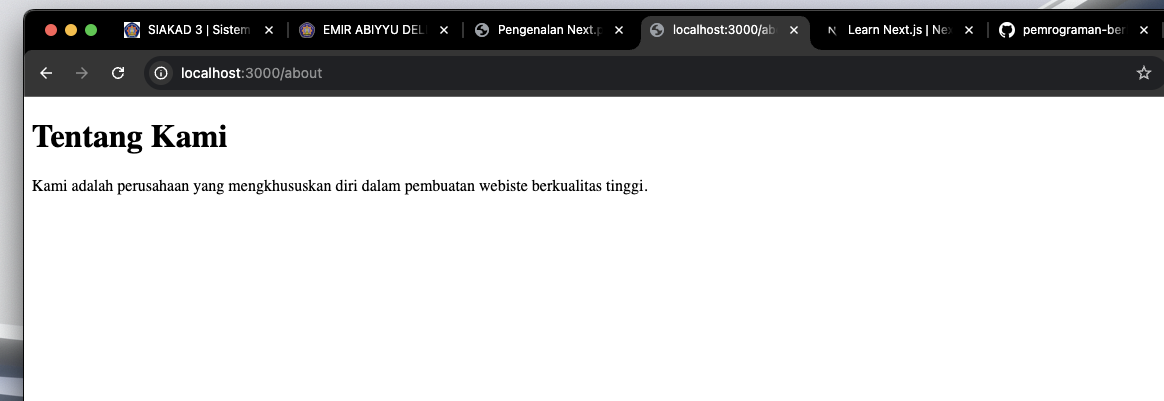 SIAKAD 3 | Sistem
EMIR ABIYYU DEL
Pengenalan Next.
localhost:3000/ab
Learn Next.js | Ne
pemrograman-ber
localhost:3000/about
Tentang Kami
Kami adalah perusahaan yang mengkhususkan diri dalam pembuatan webiste berkualitas tinggi.